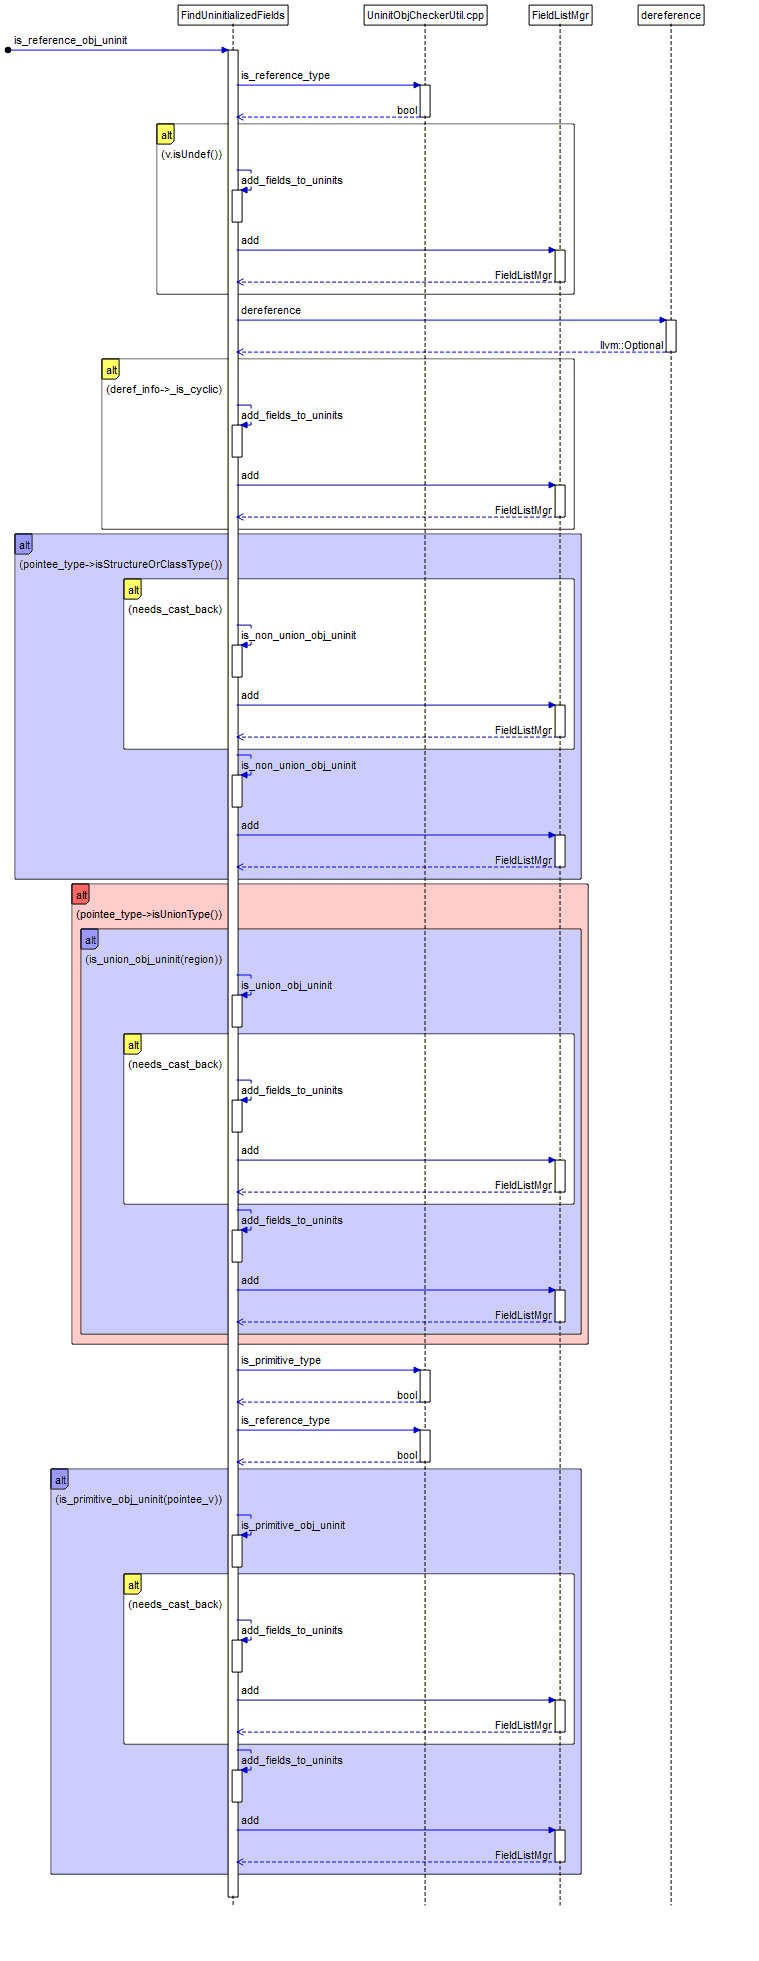 FindUninitializedFields
UninitObjCheckerUtil.cpp
FieldListMgr
dereference
is_reference_obj_uninit
is_reference_type
bool
alt
(v.isUndef())
add_fields_to_uninits
add
FieldListMgr
dereference
llvm::Optional
alt
(deref_info->_is_cyclic)
add_fields_to_uninits
add
FieldListMgr
alt
(pointee_type->isStructureOrClassType())
alt
(needs_cast_back)
is_non_union_obj_uninit
add
FieldListMgr
is_non_union_obj_uninit
add
FieldListMgr
alt
(pointee_type->isUnionType())
alt
(is_union_obj_uninit(region))
is_union_obj_uninit
alt
(needs_cast_back)
add_fields_to_uninits
add
FieldListMgr
add_fields_to_uninits
add
FieldListMgr
is_primitive_type
bool
is_reference_type
bool
alt
(is_primitive_obj_uninit(pointee_v))
is_primitive_obj_uninit
alt
(needs_cast_back)
add_fields_to_uninits
add
FieldListMgr
add_fields_to_uninits
add
FieldListMgr